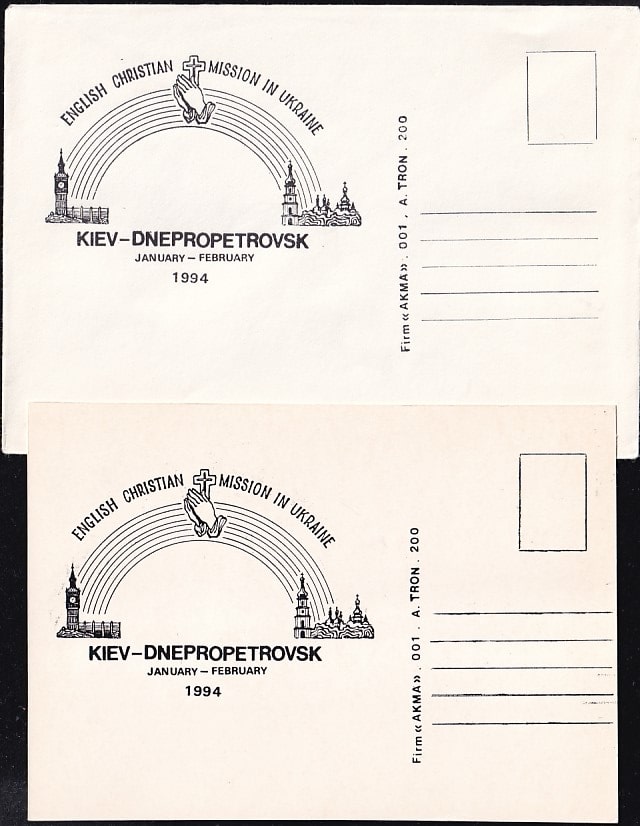 ENGLISH CHRISTIAN MISSION IN UKRAINE
KIEV–DNEPROPETROVSK
JANUARY – FEBRUARY
1994
Firm «AKMA» . 001 , A. TRON . 200
ENGLISH CHRISTIAN MISSION IN UKRAINE
KIEV–DNEPROPETROVSK
JANUARY – FEBRUARY
1994
Firm «AKMA» . 001 . A. TRON . 200